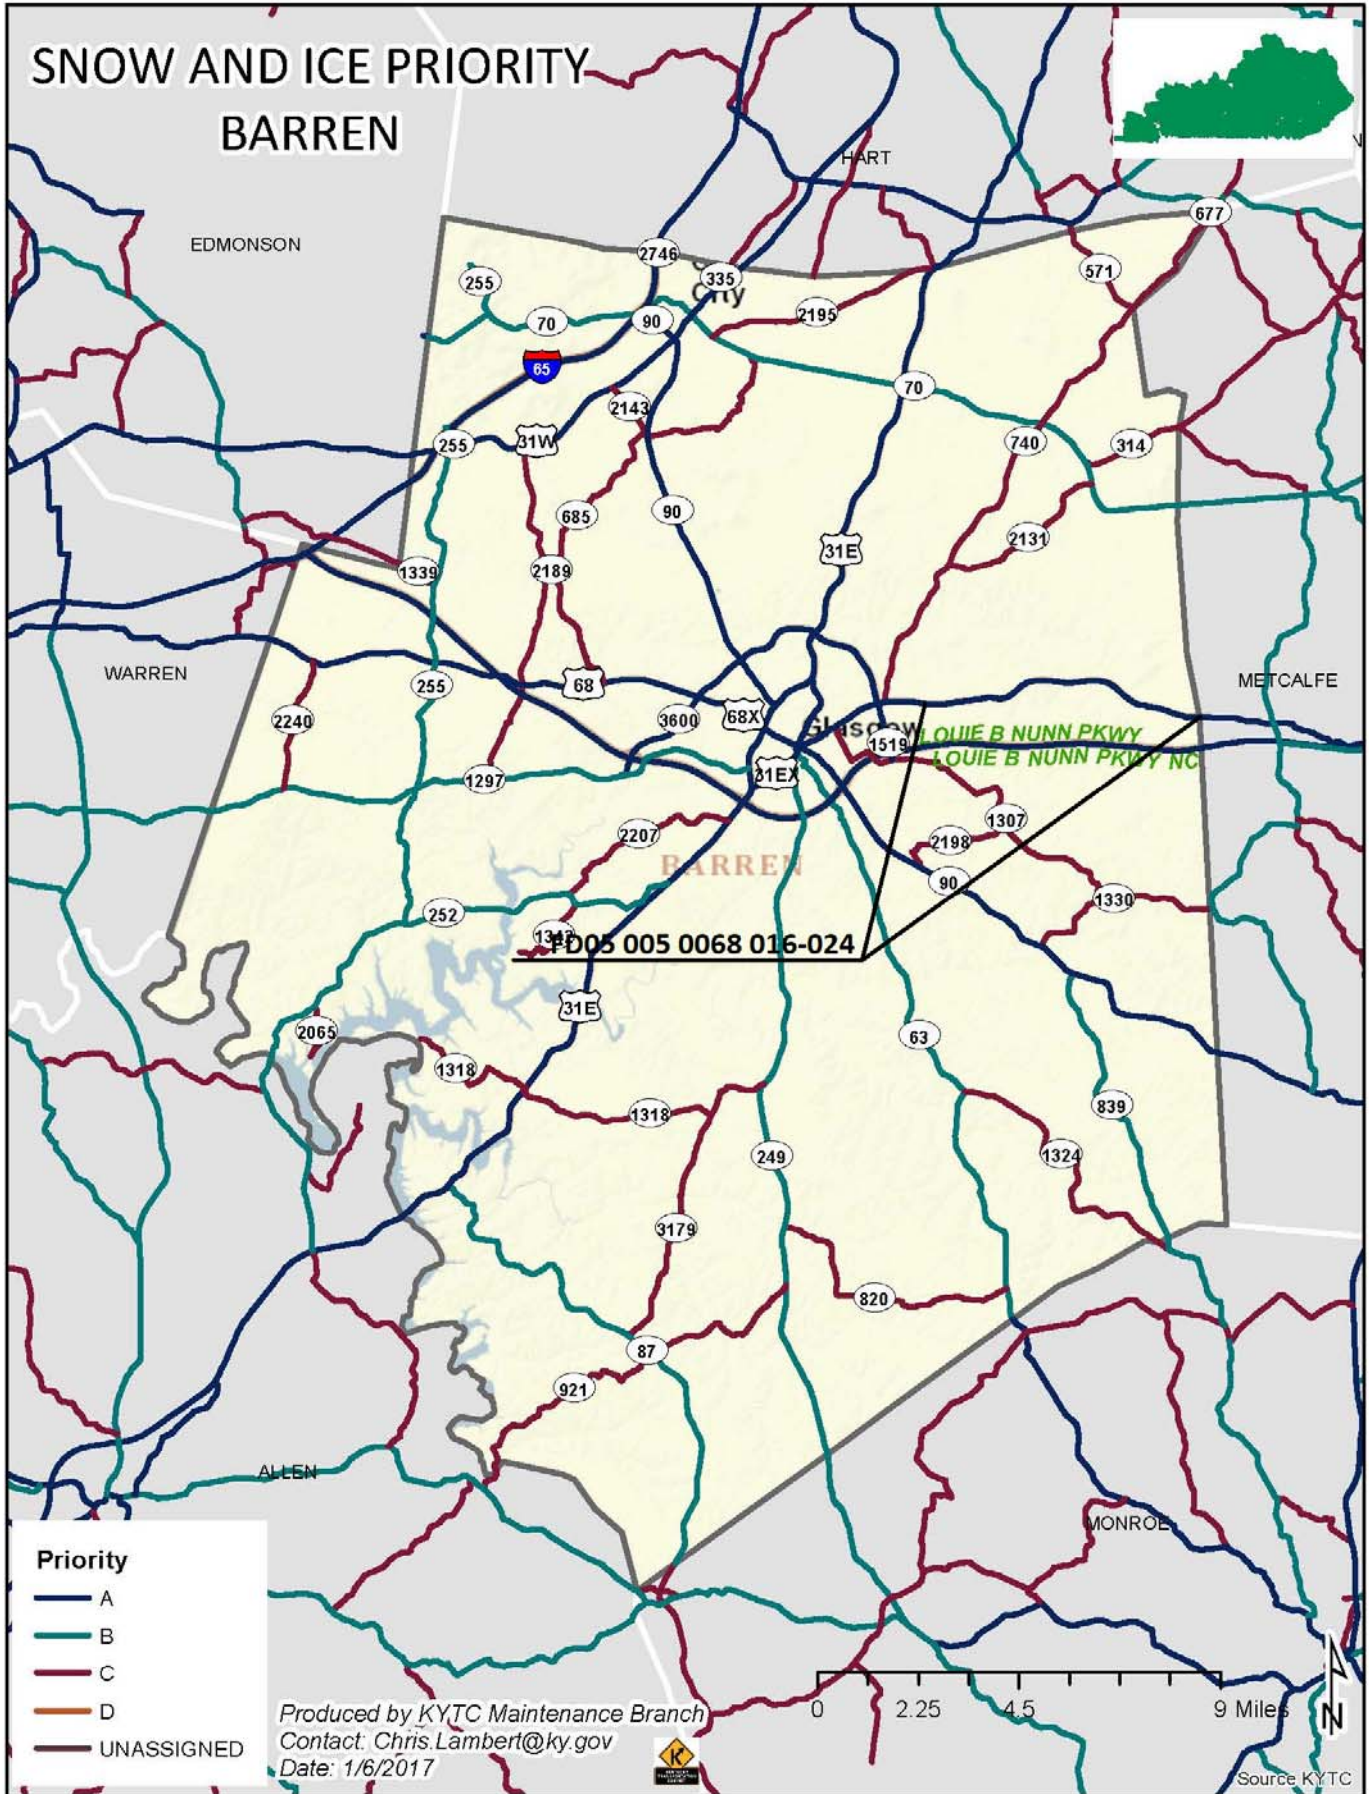 SNOW AND ICE PRIORITY
BARREN
HART
677
EDMONSON
2746
City
335
571
255
70
90
2195
65
70
2143
255
31W
740
314
685
90
31E
2131
1339
2189
WARREN
255
68
METCALFE
2240
3600
68X
Glasgow
1519
LOUIE B NUNN PKWY
LOUIE B NUNN PKWY NC
1297
31EX
2207
1307
2198
BARREN
90
252
1330
FD05 005 0068 016-024
31E
2065
63
1318
1318
839
249
1324
3179
820
87
921
ALLEN
MONROE
Priority
A
B
C
D
UNASSIGNED
Produced by KYTC Maintenance Branch
Contact: Chris.Lambert@ky.gov
Date: 1/6/2017
0 2.25 4.5 9 Miles
N
Source KYTC